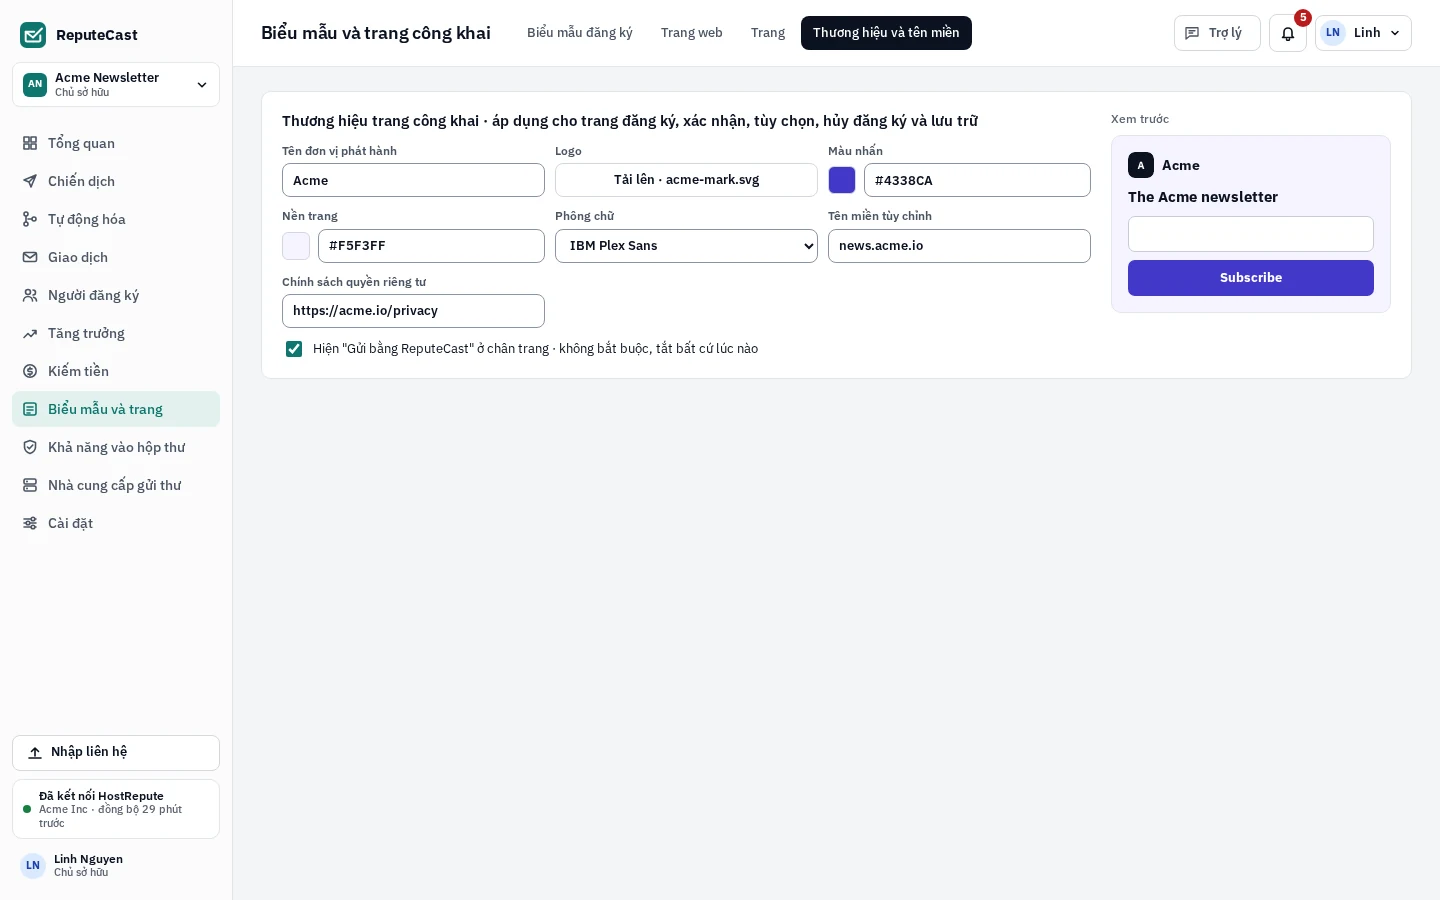 ReputeCast
AN
Acme Newsletter
Chủ sở hữu
Tổng quan
Chiến dịch
Tự động hóa
Giao dịch
Người đăng ký
Tăng trưởng
Kiếm tiền
Biểu mẫu và trang
Khả năng vào hộp thư
Nhà cung cấp gửi thư
Cài đặt
Nhập liên hệ
Đã kết nối HostRepute
Acme Inc · đồng bộ 29 phút
trước
LN
Linh Nguyen
Chủ sở hữu
Biểu mẫu và trang công khai
Biểu mẫu đăng ký
Trang web
Trang
Thương hiệu và tên miền
Trợ lý
5
LN
Linh
Thương hiệu trang công khai · áp dụng cho trang đăng ký, xác nhận, tùy chọn, hủy đăng ký và lưu trữ
Tên đơn vị phát hành
Acme
Logo
Tải lên · acme-mark.svg
Màu nhấn
#4338CA
Nền trang
#F5F3FF
Phông chữ
IBM Plex Sans
Tên miền tùy chỉnh
news.acme.io
Chính sách quyền riêng tư
https://acme.io/privacy
Hiện "Gửi bằng ReputeCast" ở chân trang · không bắt buộc, tắt bất cứ lúc nào
Xem trước
A
Acme
The Acme newsletter
Subscribe